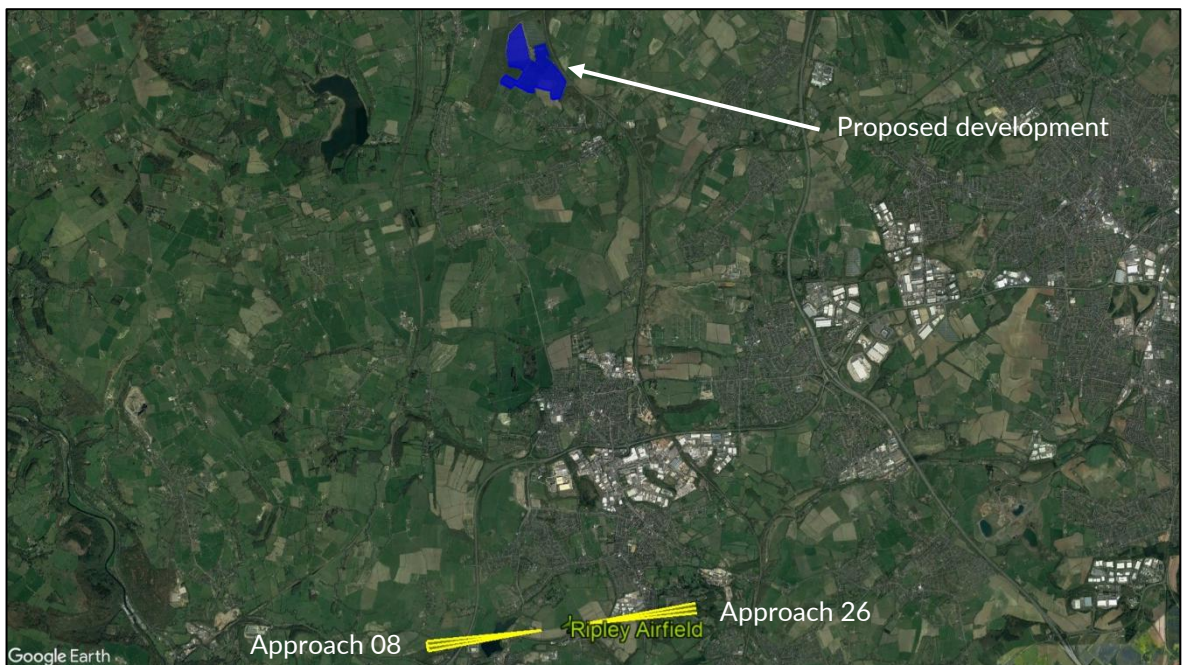 Proposed development
Approach 26
Ripley Airfield
Approach 08
Google Earth